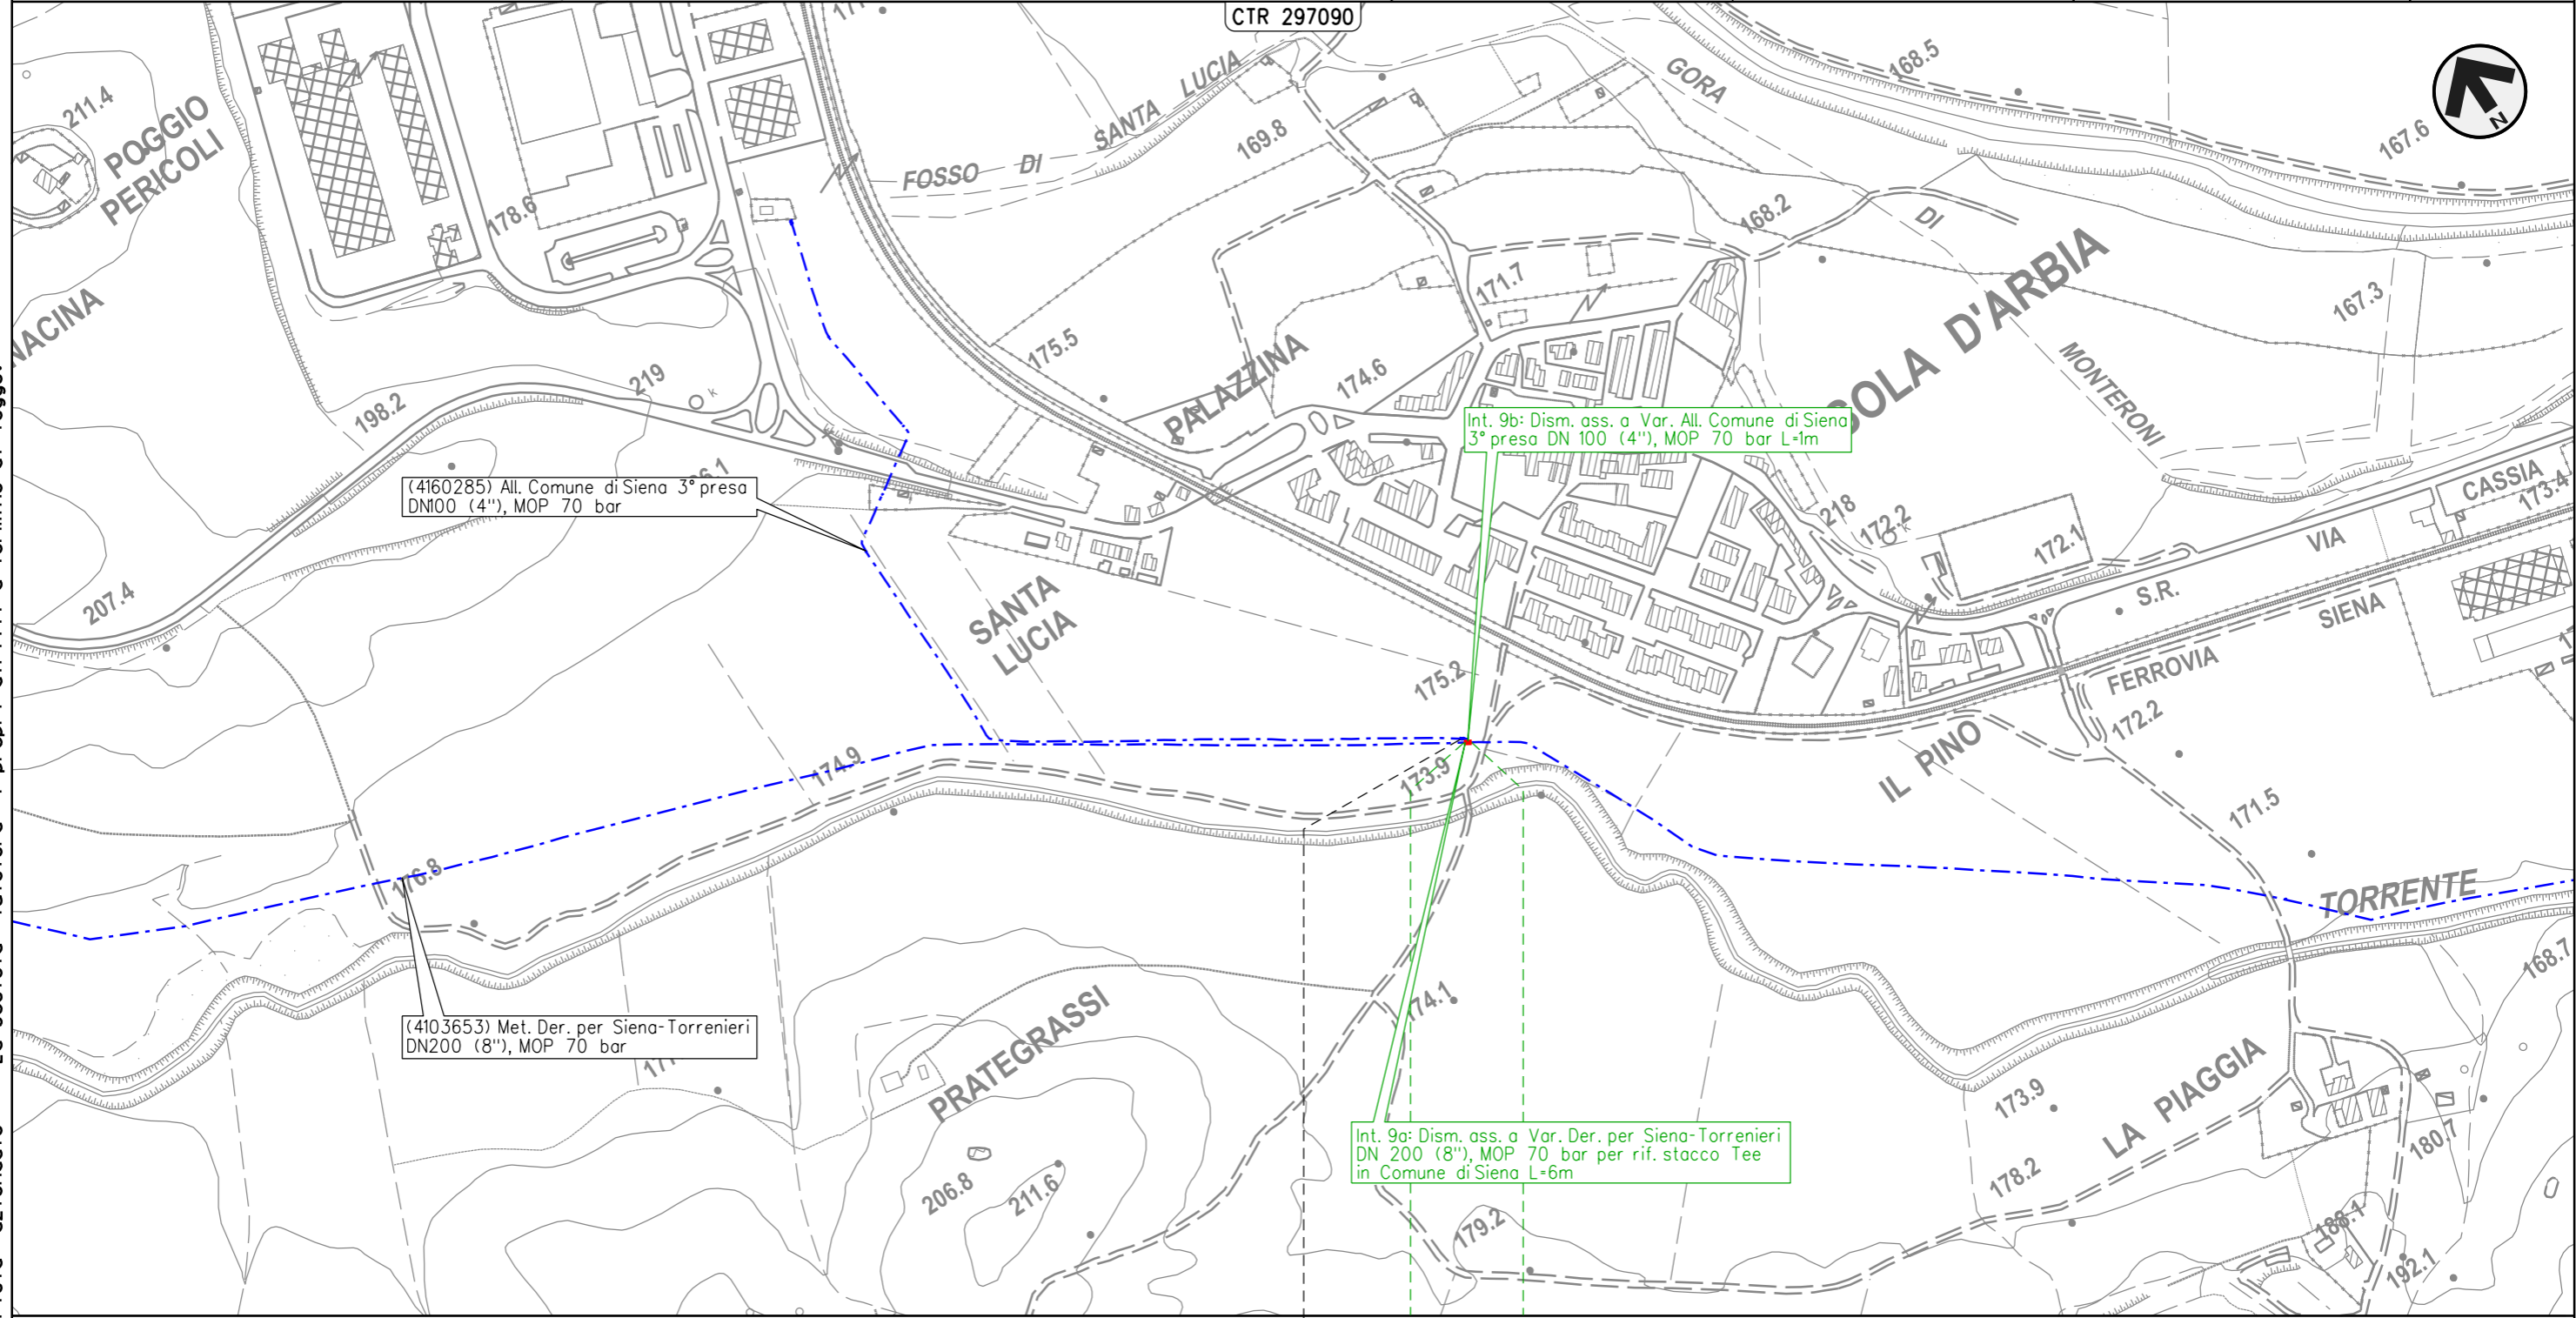 CTR 297090
N
211.4
POGGIO
PERICOLI
178.6
FOSSO DI SANTA LUCIA
169.8
GORA
168.5
167.6
168.2
DI
MONTERONI
171.7
175.5
PALAZZINA
174.6
167.3
198.2
219
207.4
(4160285) All. Comune di Siena 3° presa
DN100 (4"), MOP 70 bar
Int. 9b: Dism. ass. a Var. All. Comune di Siena
3° presa DN 100 (4"), MOP 70 bar L=1m
SOLA D'ARBIA
SANTA
LUCIA
218
172.2
k
k
172.1
S.R.
VIA
CASSIA
173.4
FERROVIA
SIENA
175.2
172.2
IL PINO
174.9
173.9
171.5
176.8
TORRENTE
168.7
(4103653) Met. Der. per Siena-Torrenieri
DN200 (8"), MOP 70 bar
174.1
PRATEGRASSI
173.9
LA PIAGGIA
Int. 9a: Dism. ass. a Var. Der. per Siena-Torrenieri
DN 200 (8"), MOP 70 bar per rif. stacco Tee
in Comune di Siena L=6m
206.8
211.6
180.7
178.2
179.2
188.1
192.1